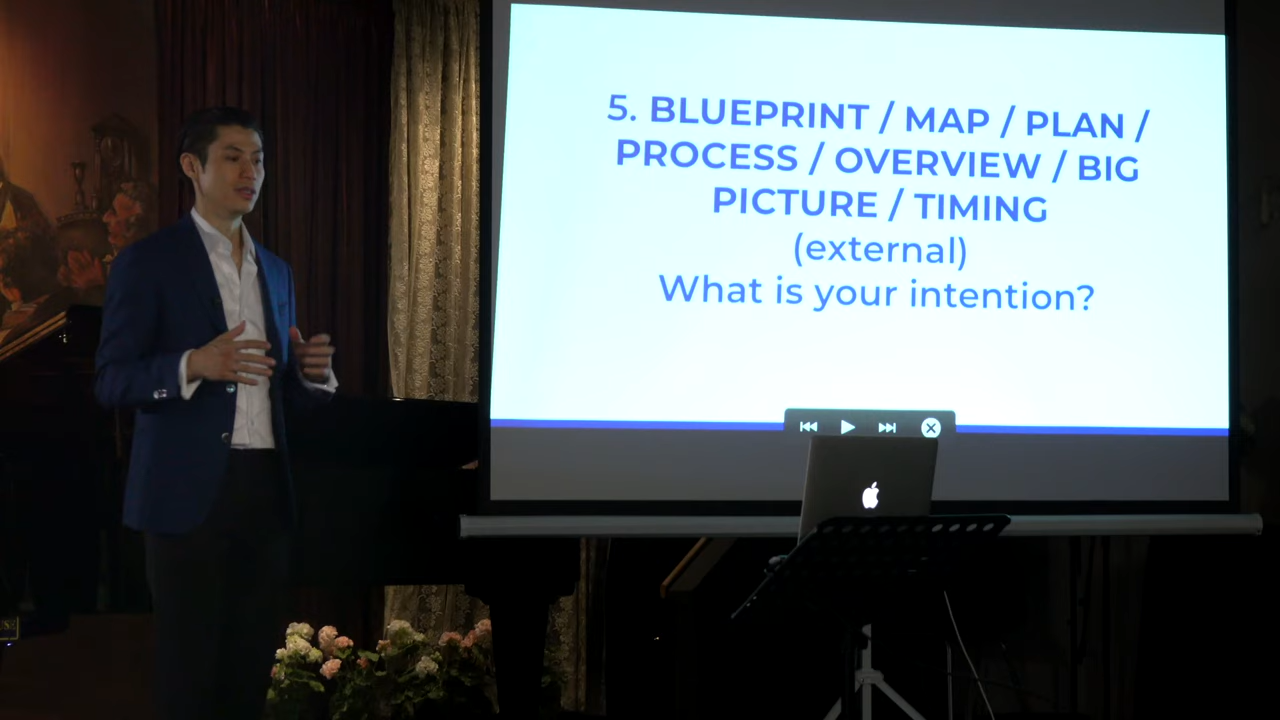 5. BLUEPRINT / MAP / PLAN /
PROCESS / OVERVIEW / BIG
PICTURE / TIMING
(external)
What is your intention?